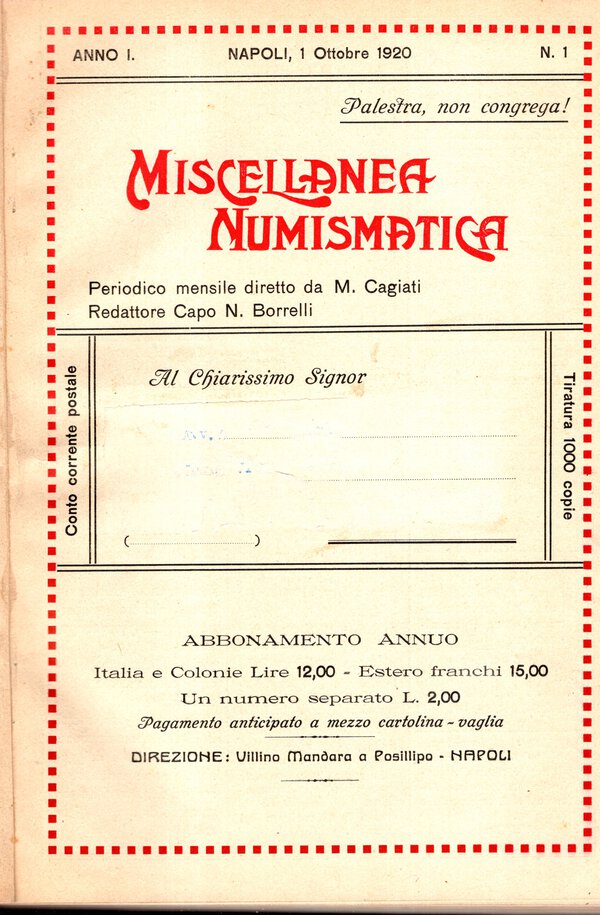 ANNO I. NAPOLI, 1 Ottobre 1920 N. 1
Palestra, non congrega!
MISCELLANEA
NUMISMATICA
Periodico mensile diretto da M. Cagiati
Redattore Capo N. Borrelli
Conto corrente postale
Al Chiarissimo Signor
( )
Tiratura 1000 copie
ABBONAMENTO ANNUO
Italia e Colonie Lire 12,00 - Estero franchi 15,00
Un numero separato L. 2,00
Pagamento anticipato a mezzo cartolina-vaglia
DIREZIONE: Villino Mandara a Posillipo - NAPOLI